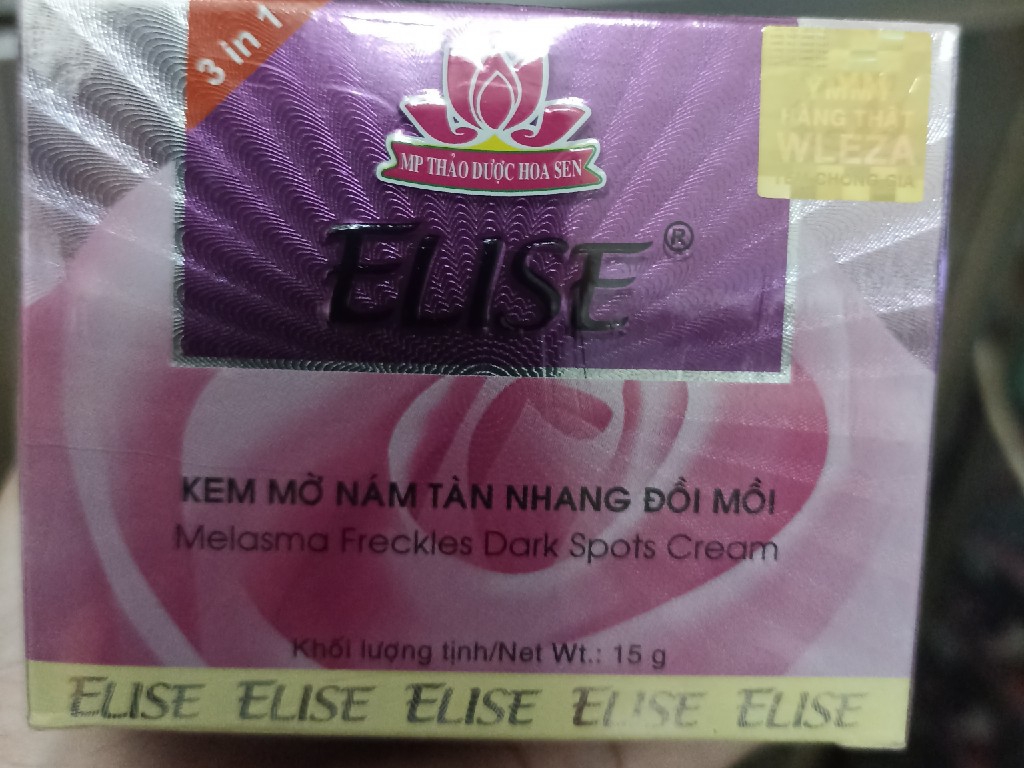 3 in 1
MP THẢO DƯỢC HOA SEN
HÀNG THẬT
WLEZA
ELISE®
KEM MỜ NÁM TÀN NHANG ĐỒI MỒI
Melasma Freckles Dark Spots Cream
Khối lượng tịnh/Net Wt.: 15 g
ELISE ELISE ELISE ELISE ELISE